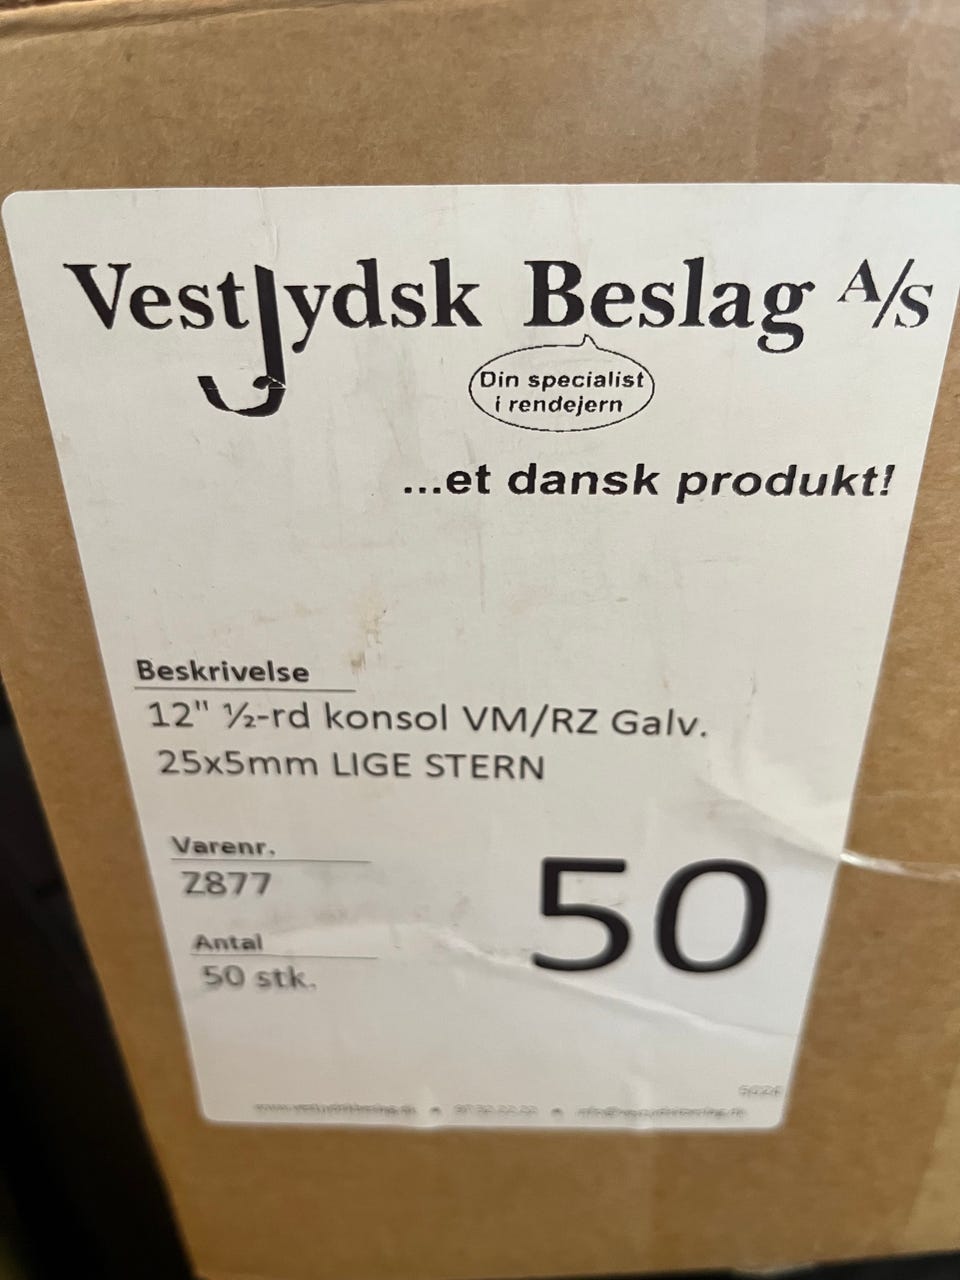 VestJydsk Beslag A/S
Din specialist
i rendejern
...et dansk produkt!
Beskrivelse
12" ½-rd konsol VM/RZ Galv.
25x5mm LIGE STERN
Varenr.
Z877
50
Antal
50 stk.